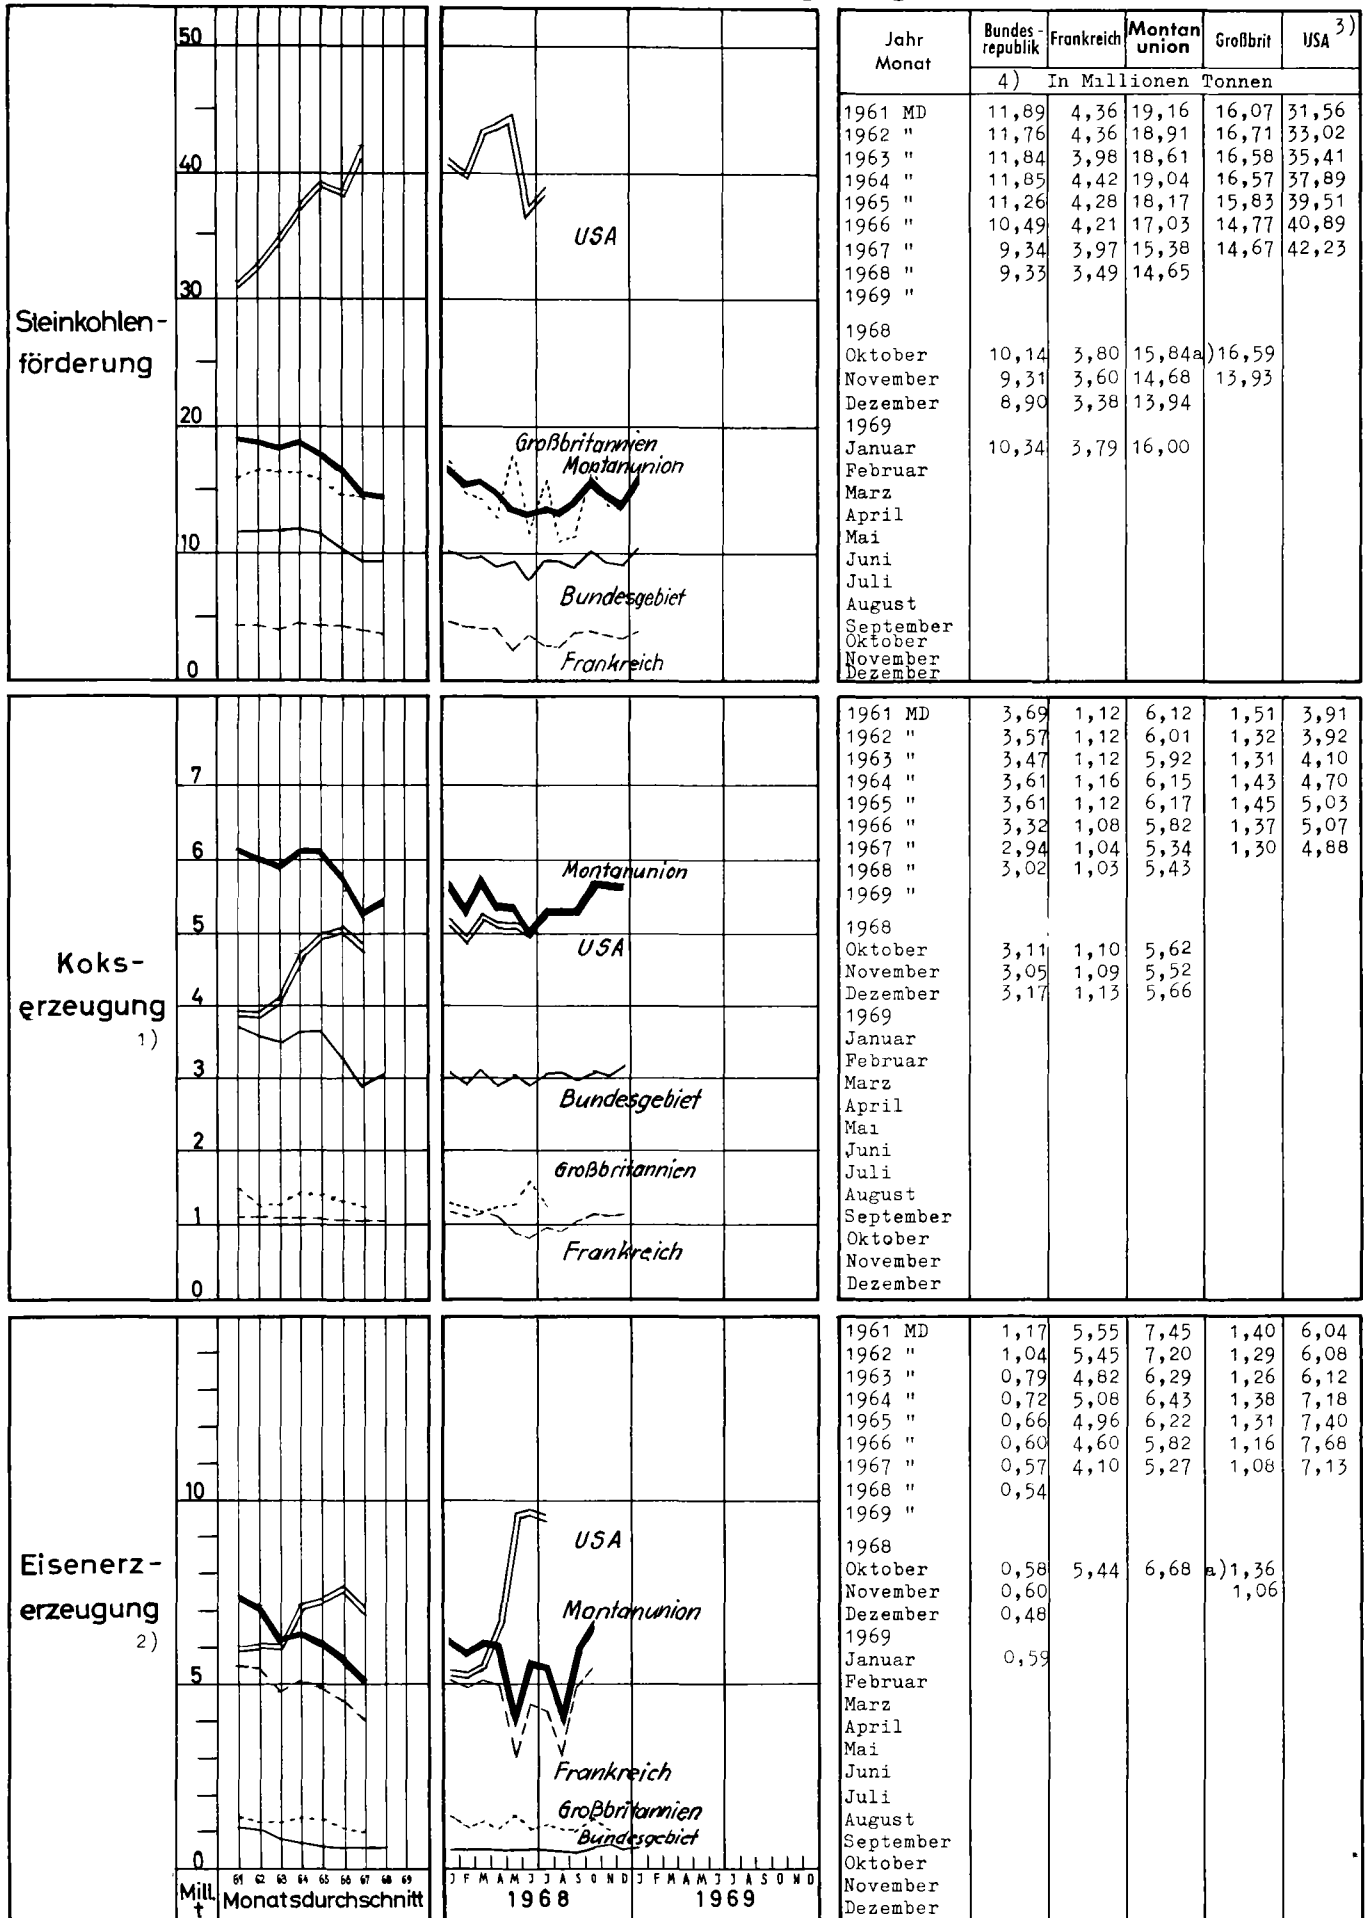 Jahr Monat | Bundes-republik | Frankreich | Montan union | Großbrit | USA 3)
4) In Millionen Tonnen
Steinkohlen-
förderung
50
40
30
20
10
0
USA
Großbritannien
Montanunion
Bundesgebiet
Frankreich
1961 MD 11,89 4,36 19,16 16,07 31,56
1962 " 11,76 4,36 18,91 16,71 33,02
1963 " 11,84 3,98 18,61 16,58 35,41
1964 " 11,85 4,42 19,04 16,57 37,89
1965 " 11,26 4,28 18,17 15,83 39,51
1966 " 10,49 4,21 17,03 14,77 40,89
1967 " 9,34 3,97 15,38 14,67 42,23
1968 " 9,33 3,49 14,65
1969 "
1968
Oktober 10,14 3,80 15,84 a)16,59
November 9,31 3,60 14,68 13,93
Dezember 8,90 3,38 13,94
1969
Januar 10,34 3,79 16,00
Februar
Marz
April
Mai
Juni
Juli
August
September
Oktober
November
Dezember
Koks-
erzeugung
1)
7
6
5
4
3
2
1
0
Montanunion
USA
Bundesgebiet
Großbritannien
Frankreich
1961 MD 3,69 1,12 6,12 1,51 3,91
1962 " 3,57 1,12 6,01 1,32 3,92
1963 " 3,47 1,12 5,92 1,31 4,10
1964 " 3,61 1,16 6,15 1,43 4,70
1965 " 3,61 1,12 6,17 1,45 5,03
1966 " 3,32 1,08 5,82 1,37 5,07
1967 " 2,94 1,04 5,34 1,30 4,88
1968 " 3,02 1,03 5,43
1969 "
1968
Oktober 3,11 1,10 5,62
November 3,05 1,09 5,52
Dezember 3,17 1,13 5,66
1969
Januar
Februar
Marz
April
Mai
Juni
Juli
August
September
Oktober
November
Dezember
Eisenerz-
erzeugung
2)
10
5
0
USA
Montanunion
Frankreich
Großbritannien
Bundesgebiet
1961 MD 1,17 5,55 7,45 1,40 6,04
1962 " 1,04 5,45 7,20 1,29 6,08
1963 " 0,79 4,82 6,29 1,26 6,12
1964 " 0,72 5,08 6,43 1,38 7,18
1965 " 0,66 4,96 6,22 1,31 7,40
1966 " 0,60 4,60 5,82 1,16 7,68
1967 " 0,57 4,10 5,27 1,08 7,13
1968 " 0,54
1969 "
1968
Oktober 0,58 5,44 6,68 a)1,36
November 0,60 1,06
Dezember 0,48
1969
Januar 0,59
Februar
Marz
April
Mai
Juni
Juli
August
September
Oktober
November
Dezember
Mill. t
61 62 63 64 65 66 67 68 69
Monatsdurchschnitt
J F M A M J J A S O N D J F M A M J J A S O N D
1968 1969